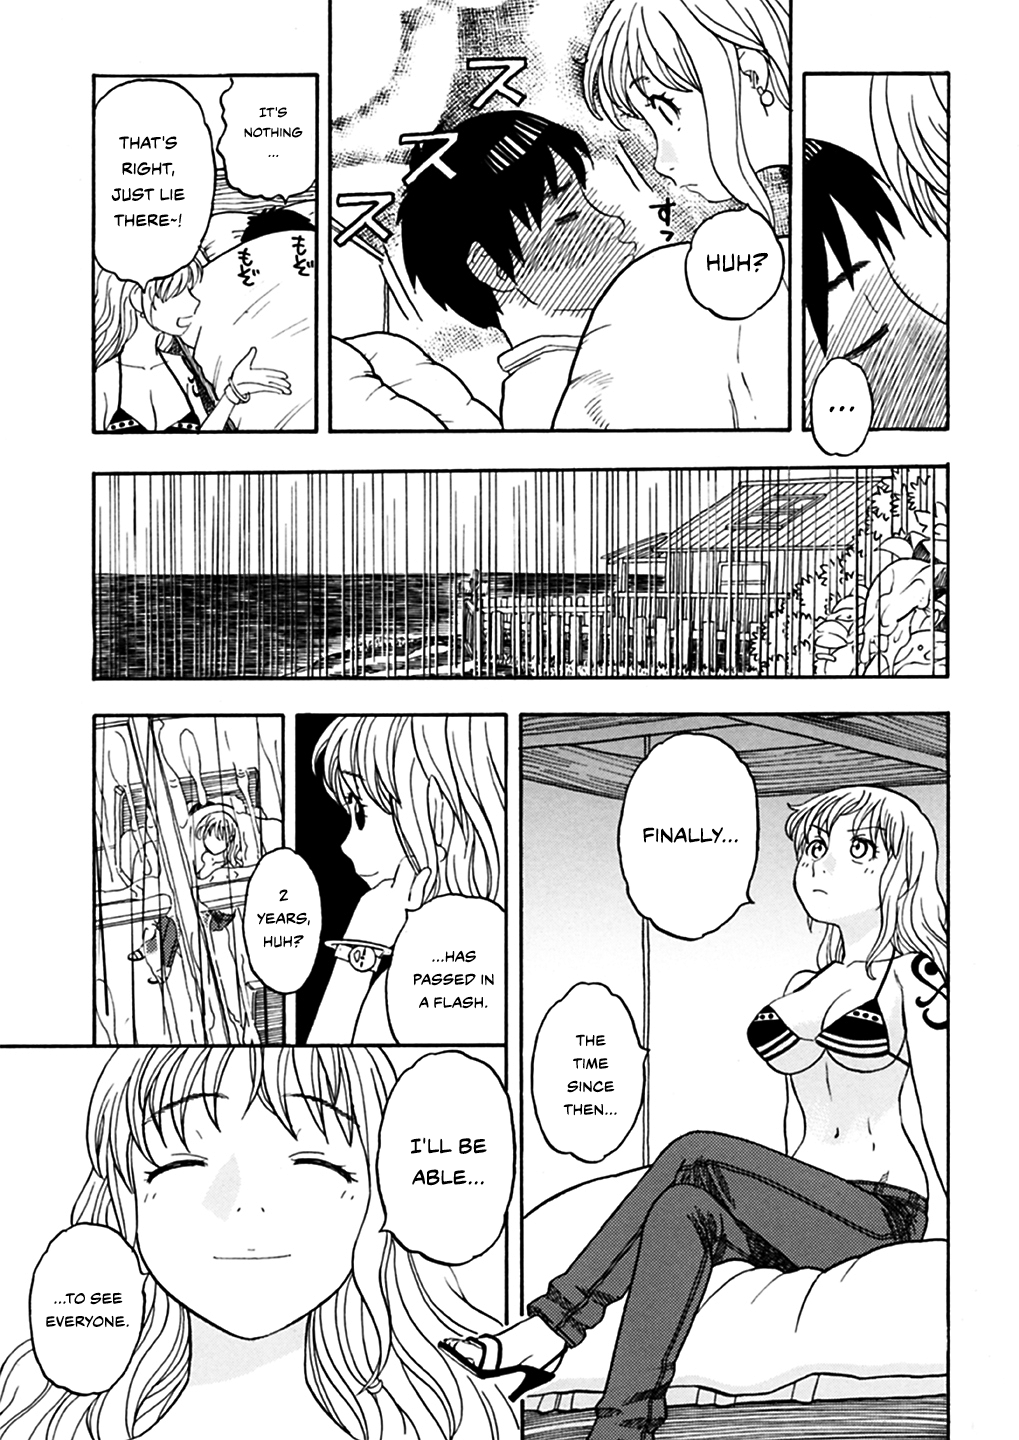 ...
HUH?
すっ
ス
ス
ス
IT'S
NOTHING
...
THAT'S
RIGHT,
JUST LIE
THERE~!
もぞ
もぞ
FINALLY...
THE
TIME
SINCE
THEN...
...HAS
PASSED IN
A FLASH.
2
YEARS,
HUH?
I'LL BE
ABLE...
...TO SEE
EVERYONE.